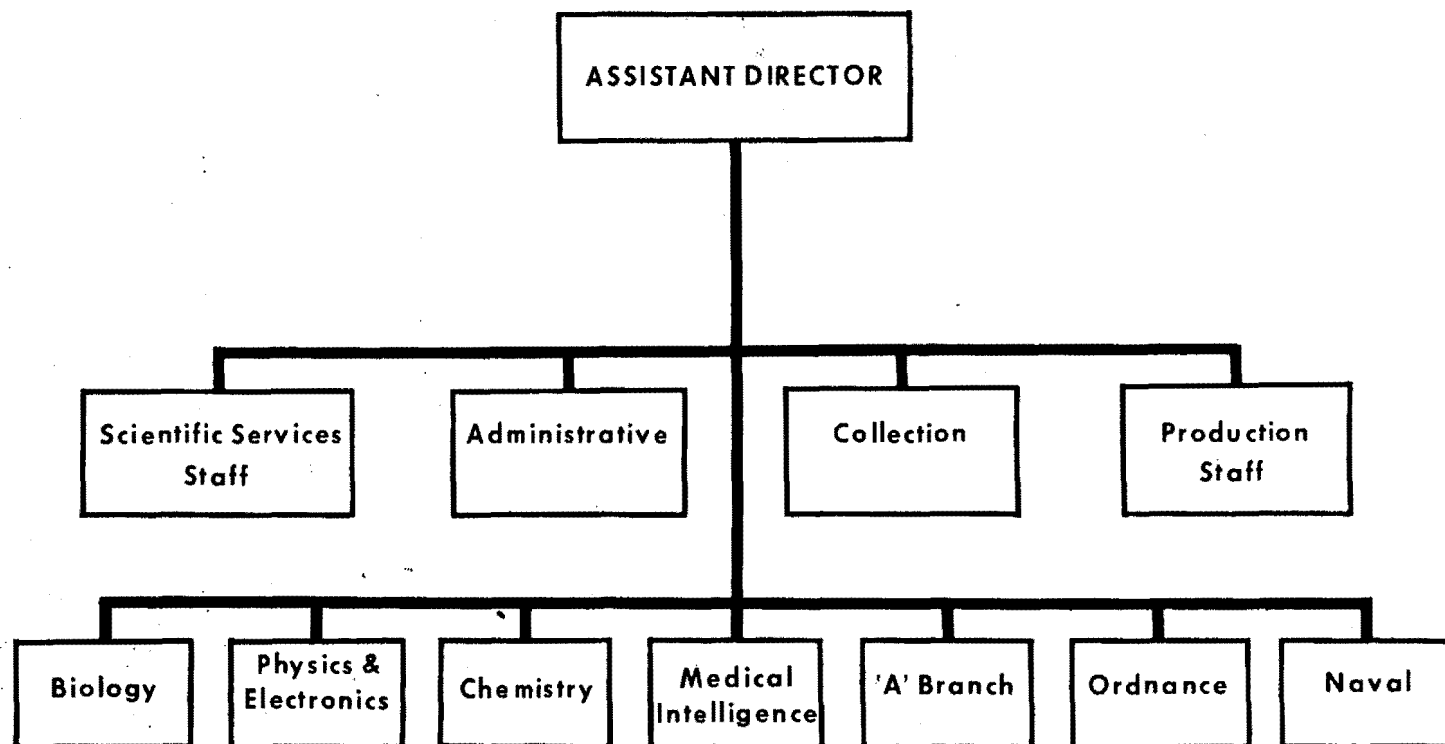 ASSISTANT DIRECTOR
Scientific Services
Staff
Administrative
Collection
Production
Staff
Biology
Physics &
Electronics
Chemistry
Medical
Intelligence
'A' Branch
Ordnance
Naval